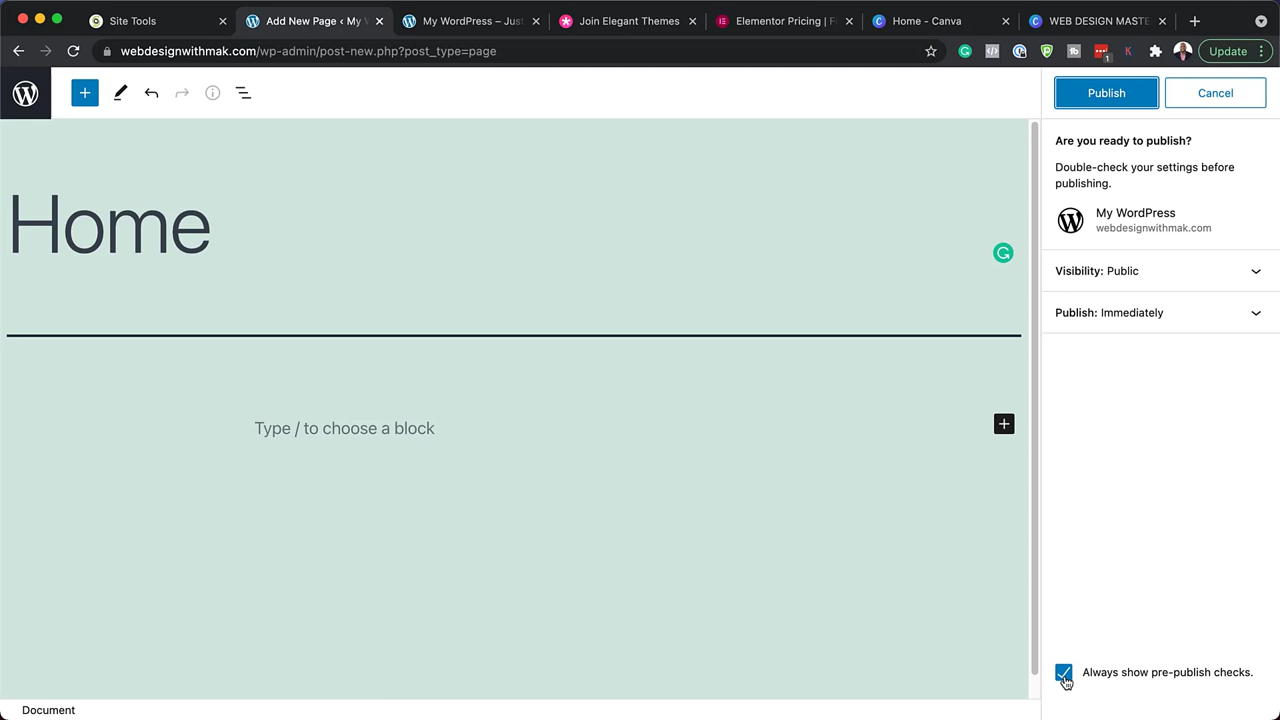 Site Tools
Add New Page ‹ My W
My WordPress – Just
Join Elegant Themes
Elementor Pricing | F
Home - Canva
WEB DESIGN MASTE
webdesignwithmak.com/wp-admin/post-new.php?post_type=page
1
K
Update
Publish
Cancel
Are you ready to publish?
Double-check your settings before
publishing.
My WordPress
webdesignwithmak.com
Visibility: Public
Publish: Immediately
Home
Type / to choose a block
Always show pre-publish checks.
Document